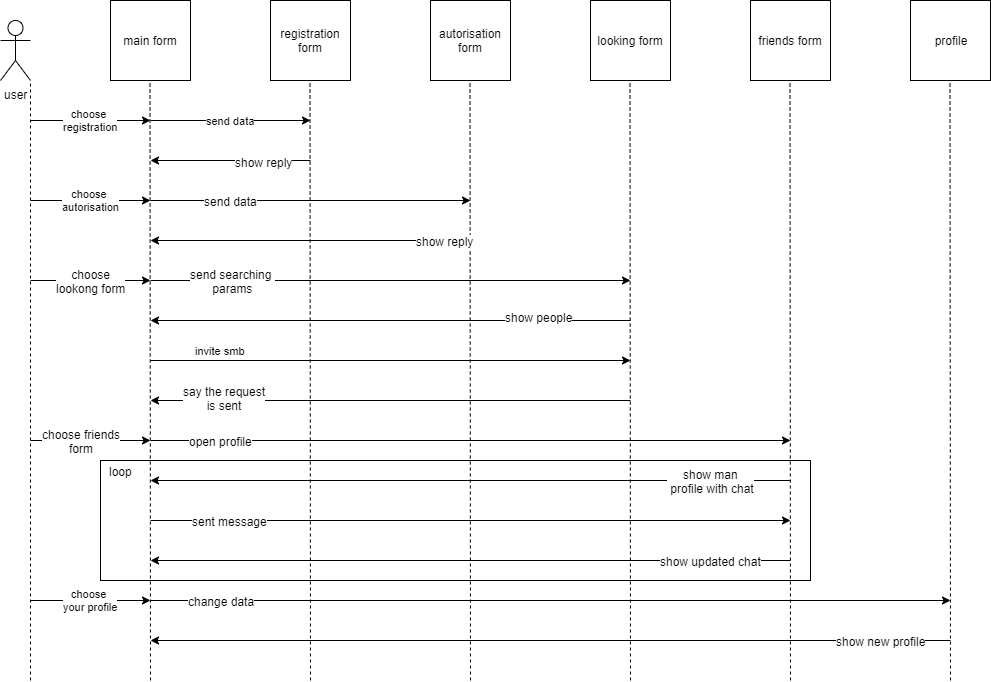 main form
registration
form
autorisation
form
looking form
friends form
profile
user
choose
registration
send data
show reply
choose
autorisation
send data
show reply
choose
lookong form
send searching
params
show people
invite smb
say the request
is sent
choose friends
form
open profile
loop
show man
profile with chat
sent message
show updated chat
choose
your profile
change data
show new profile